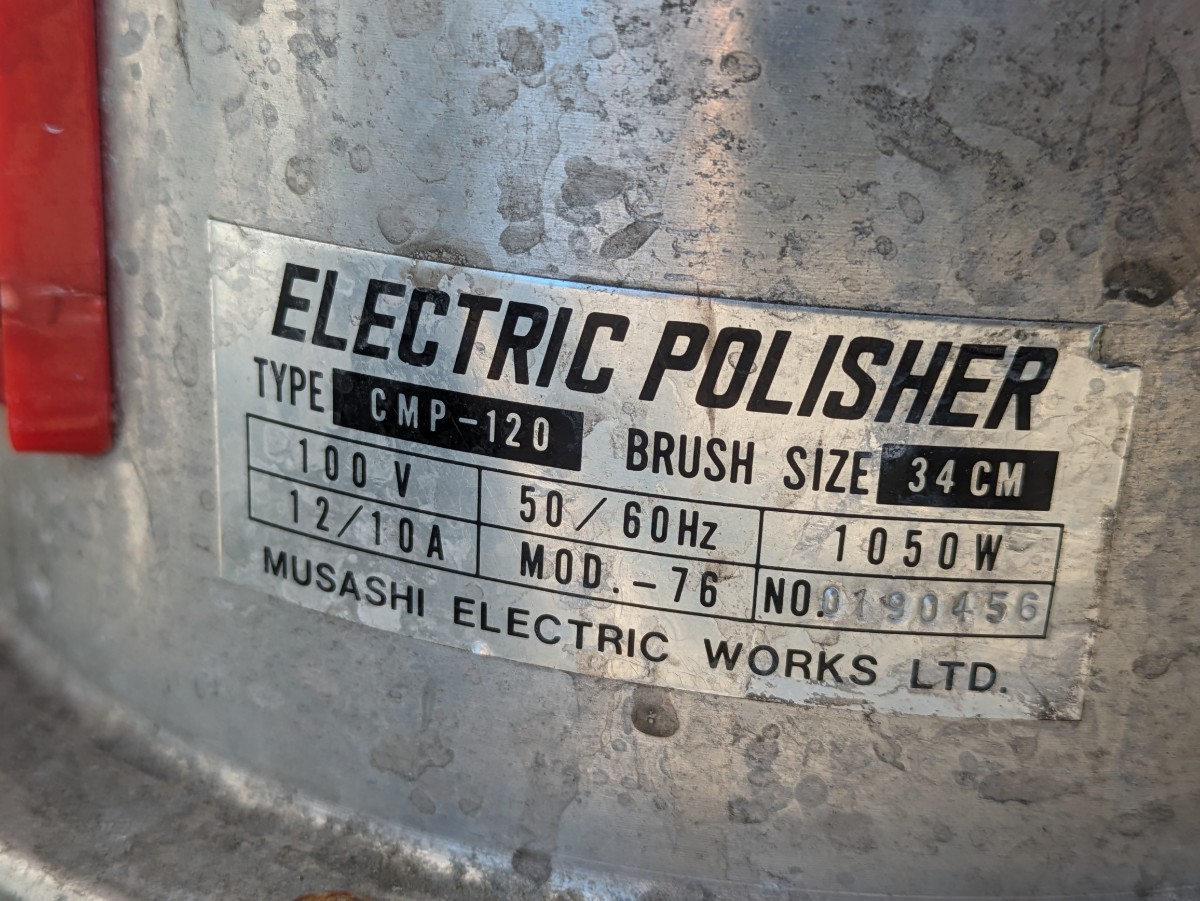 ELECTRIC POLISHER
TYPE CMP-120 BRUSH SIZE 34CM
100V 50/60Hz 1050W
12/10A MOD.-76 NO.0190456
MUSASHI ELECTRIC WORKS LTD.